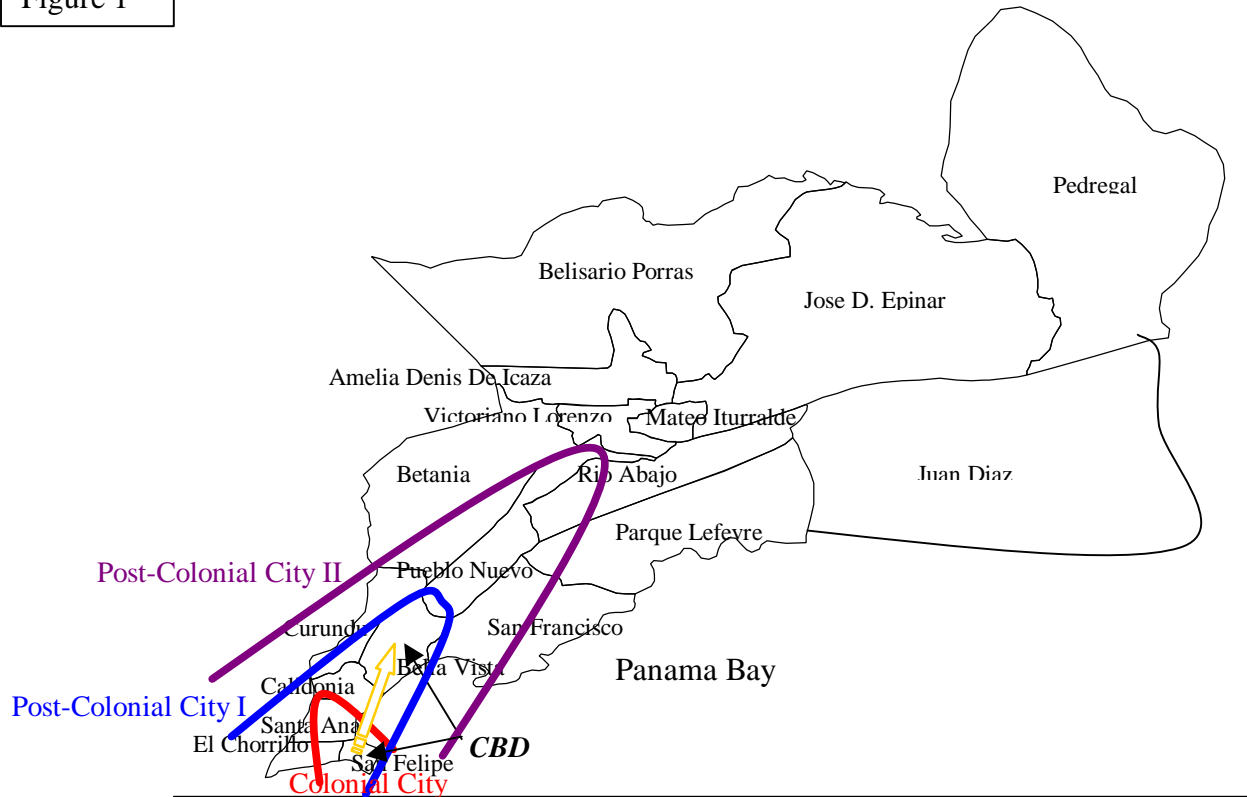 Figure 1
Pedregal
Belisario Porras
Jose D. Epinar
Amelia Denis De Icaza
Victoriano Lorenzo
Mateo Iturralde
Betania
Rio Abajo
Juan Diaz
Parque Lefevre
Post-Colonial City II
Pueblo Nuevo
Curundu
San Francisco
Bella Vista
Panama Bay
Calidonia
Post-Colonial City I
Santa Ana
El Chorrillo
CBD
San Felipe
Colonial City